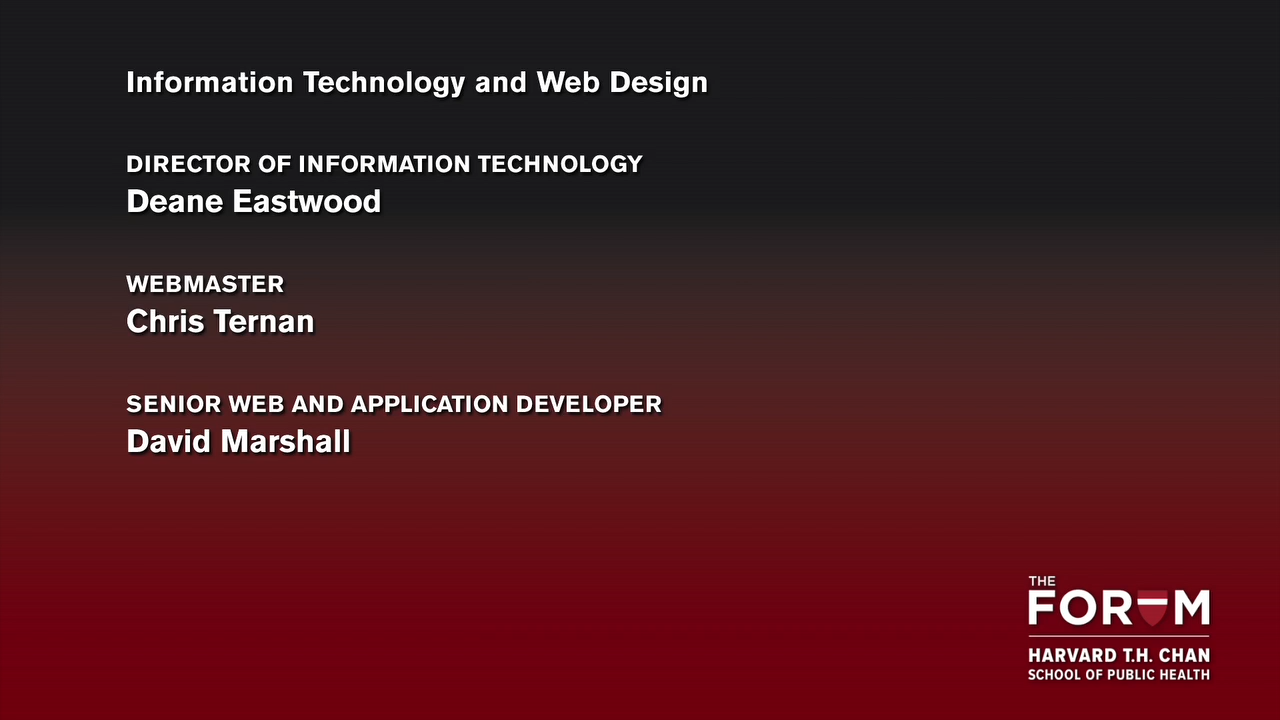 Information Technology and Web Design
DIRECTOR OF INFORMATION TECHNOLOGY
Deane Eastwood
WEBMASTER
Chris Ternan
SENIOR WEB AND APPLICATION DEVELOPER
David Marshall
THE
FORUM
HARVARD T.H. CHAN
SCHOOL OF PUBLIC HEALTH